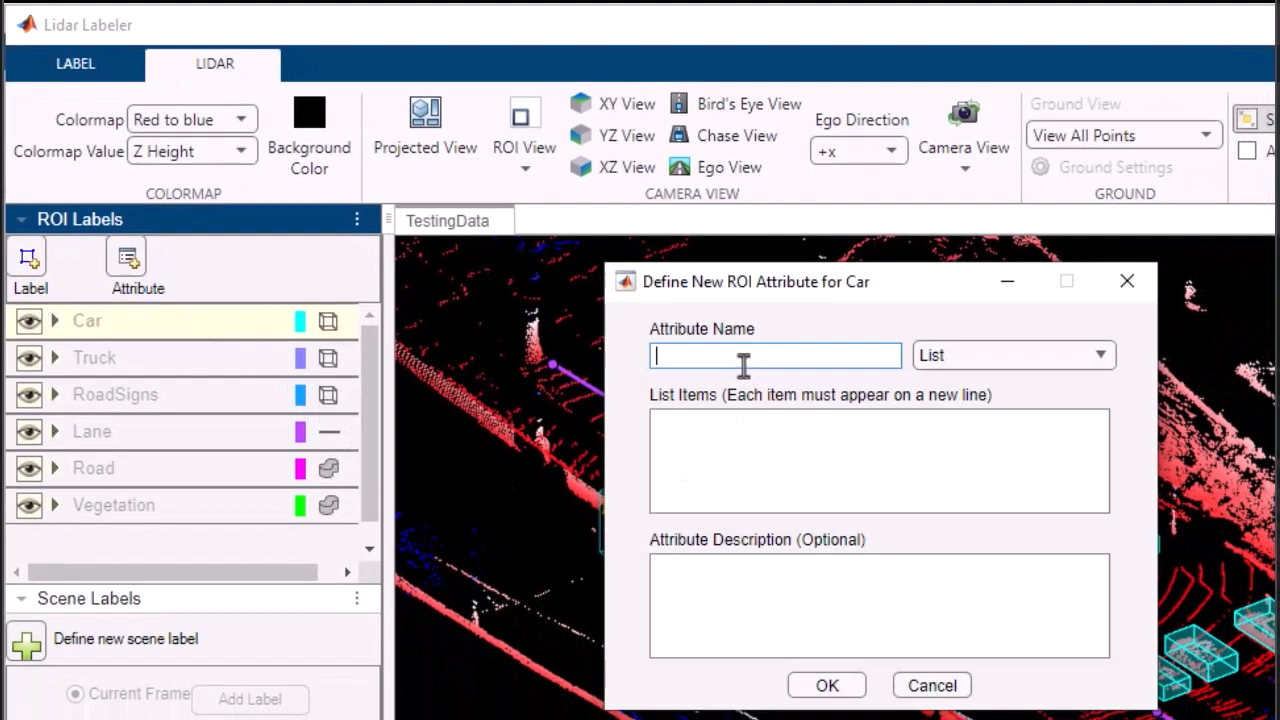 Lidar Labeler
LABEL
LIDAR
Colormap Red to blue
Colormap Value Z Height
Background
Color
COLORMAP
Projected View
ROI View
XY View
YZ View
XZ View
Bird's Eye View
Chase View
Ego View
Ego Direction
+x
Camera View
CAMERA VIEW
Ground View
View All Points
Ground Settings
GROUND
S
A
ROI Labels
Label
Attribute
Car
Truck
RoadSigns
Lane
Road
Vegetation
Scene Labels
Define new scene label
Current Frame
Add Label
TestingData
Define New ROI Attribute for Car
Attribute Name
List
List Items (Each item must appear on a new line)
Attribute Description (Optional)
OK
Cancel